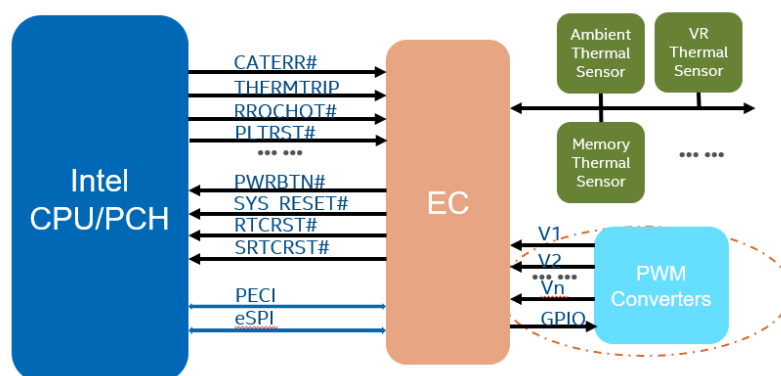 Intel
CPU/PCH
CATERR#
THERMTRIP
RROCHOT#
PLTRST#
... ...
PWRBTN#
SYS_RESET#
RTCRST#
SRTCRST#
PECI
eSPI
EC
Ambient
Thermal
Sensor
VR
Thermal
Sensor
Memory
Thermal
Sensor
... ...
V1
V2
... ...
Vn
GPIO
PWM
Converters